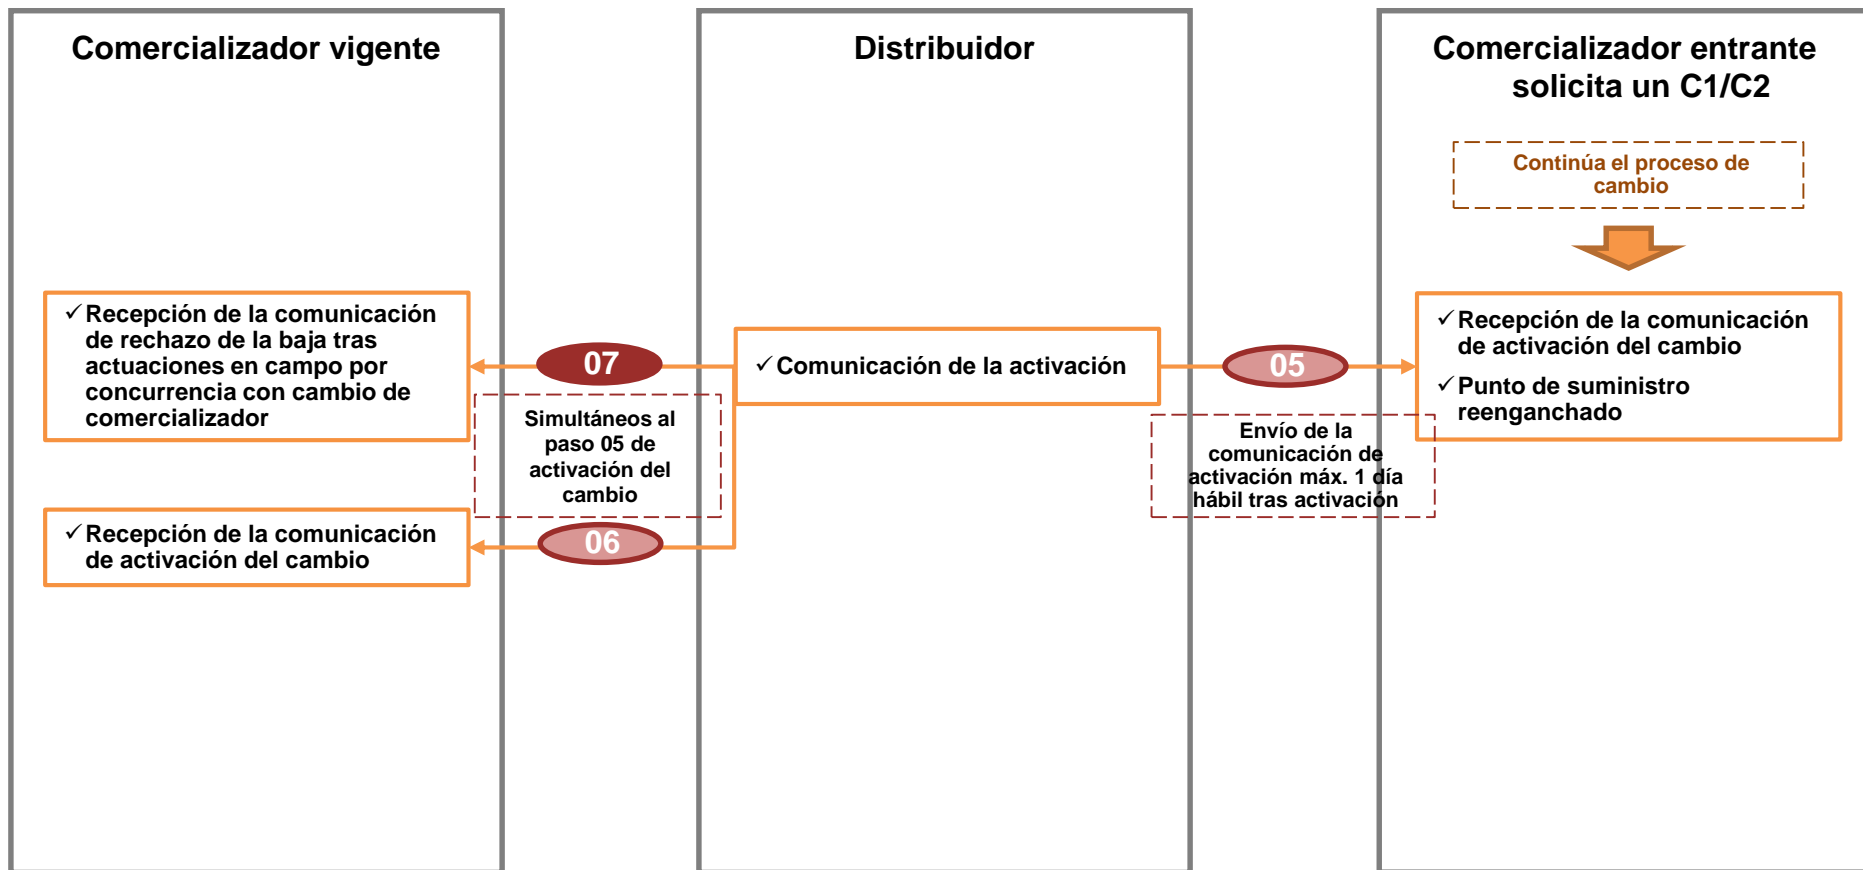 Comercializador vigente
Distribuidor
Comercializador entrante
solicita un C1/C2
Continúa el proceso de
cambio
✓Recepción de la comunicación
de rechazo de la baja tras
actuaciones en campo por
concurrencia con cambio de
comercializador
07
✓Comunicación de la activación
05
✓Recepción de la comunicación
de activación del cambio
✓Punto de suministro
reenganchado
Simultáneos al
paso 05 de
activación del
cambio
Envío de la
comunicación de
activación máx. 1 día
hábil tras activación
✓Recepción de la comunicación
de activación del cambio
06